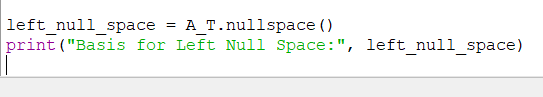 left_null_space = A_T.nullspace()
print("Basis for Left Null Space:", left_null_space)